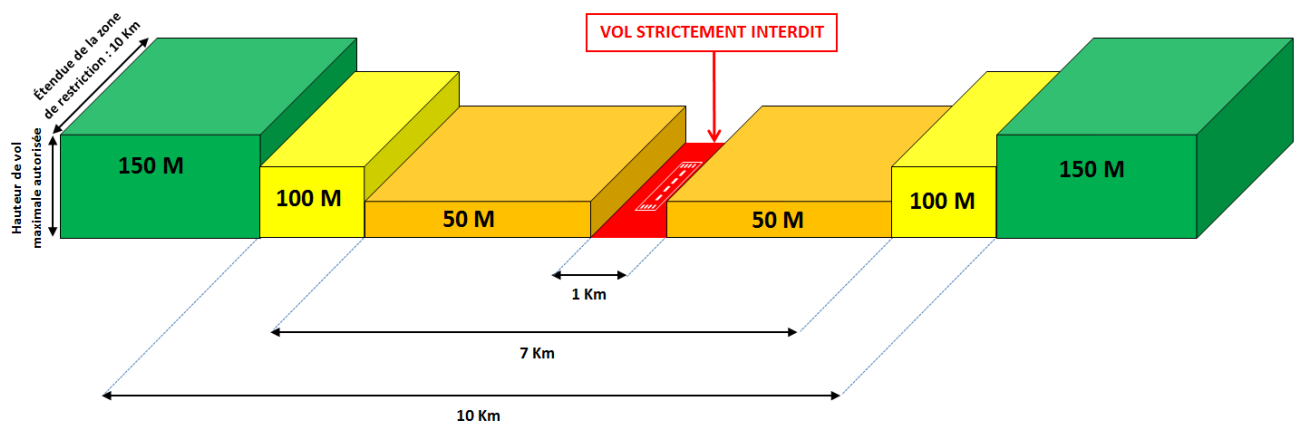 VOL STRICTEMENT INTERDIT
Étendue de la zone
de restriction : 10 Km
Hauteur de vol
maximale autorisée
150 M
100 M
50 M
50 M
100 M
150 M
1 Km
7 Km
10 Km